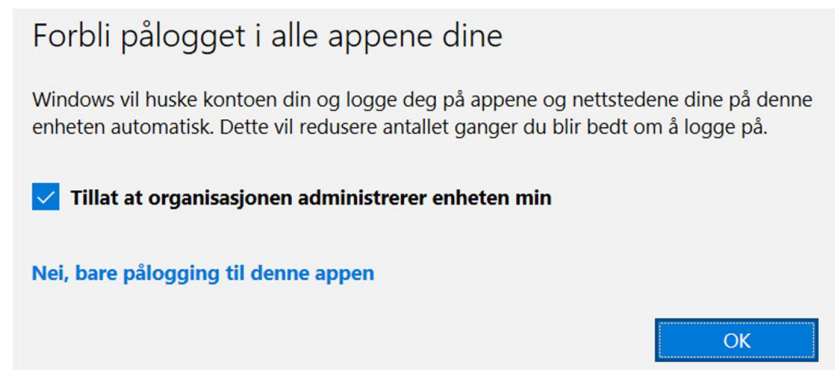 Forbli pålogget i alle appene dine
Windows vil huske kontoen din og logge deg på appene og nettstedene dine på denne
enheten automatisk. Dette vil redusere antallet ganger du blir bedt om å logge på.
Tillat at organisasjonen administrerer enheten min
Nei, bare pålogging til denne appen
OK